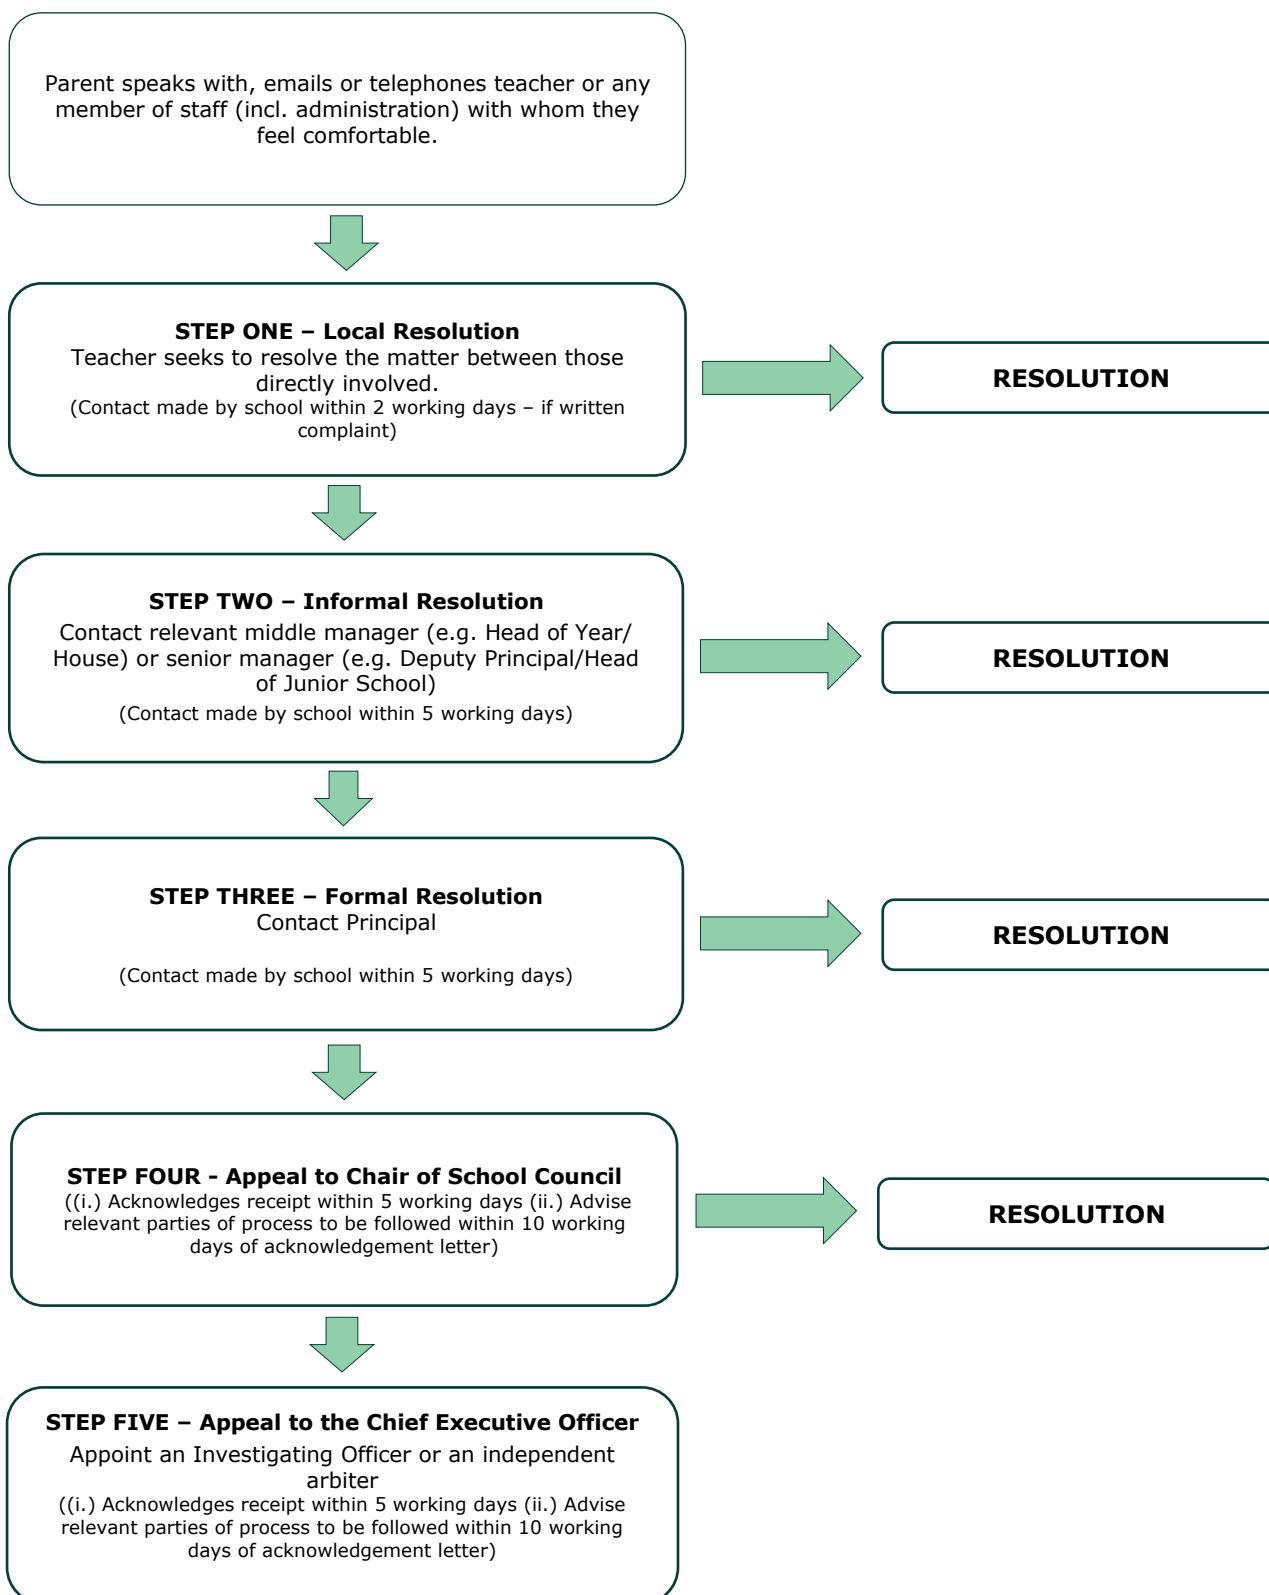 Parent speaks with, emails or telephones teacher or any
member of staff (incl. administration) with whom they
feel comfortable.
STEP ONE – Local Resolution
Teacher seeks to resolve the matter between those
directly involved.
(Contact made by school within 2 working days – if written
complaint)
RESOLUTION
STEP TWO – Informal Resolution
Contact relevant middle manager (e.g. Head of Year/
House) or senior manager (e.g. Deputy Principal/Head
of Junior School)
(Contact made by school within 5 working days)
RESOLUTION
STEP THREE – Formal Resolution
Contact Principal
(Contact made by school within 5 working days)
RESOLUTION
STEP FOUR - Appeal to Chair of School Council
((i.) Acknowledges receipt within 5 working days (ii.) Advise
relevant parties of process to be followed within 10 working
days of acknowledgement letter)
RESOLUTION
STEP FIVE – Appeal to the Chief Executive Officer
Appoint an Investigating Officer or an independent
arbiter
((i.) Acknowledges receipt within 5 working days (ii.) Advise
relevant parties of process to be followed within 10 working
days of acknowledgement letter)